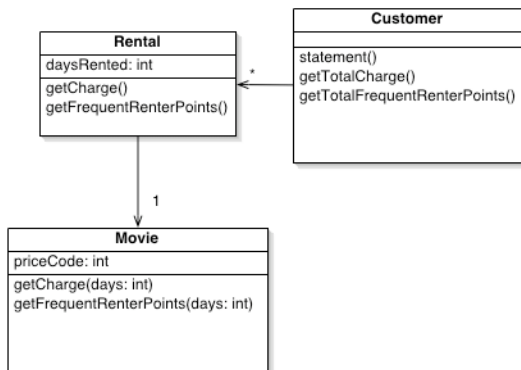 Customer
statement()
getTotalCharge()
getTotalFrequentRenterPoints()
Rental
daysRented: int
getCharge()
getFrequentRenterPoints()
*
1
Movie
priceCode: int
getCharge(days: int)
getFrequentRenterPoints(days: int)